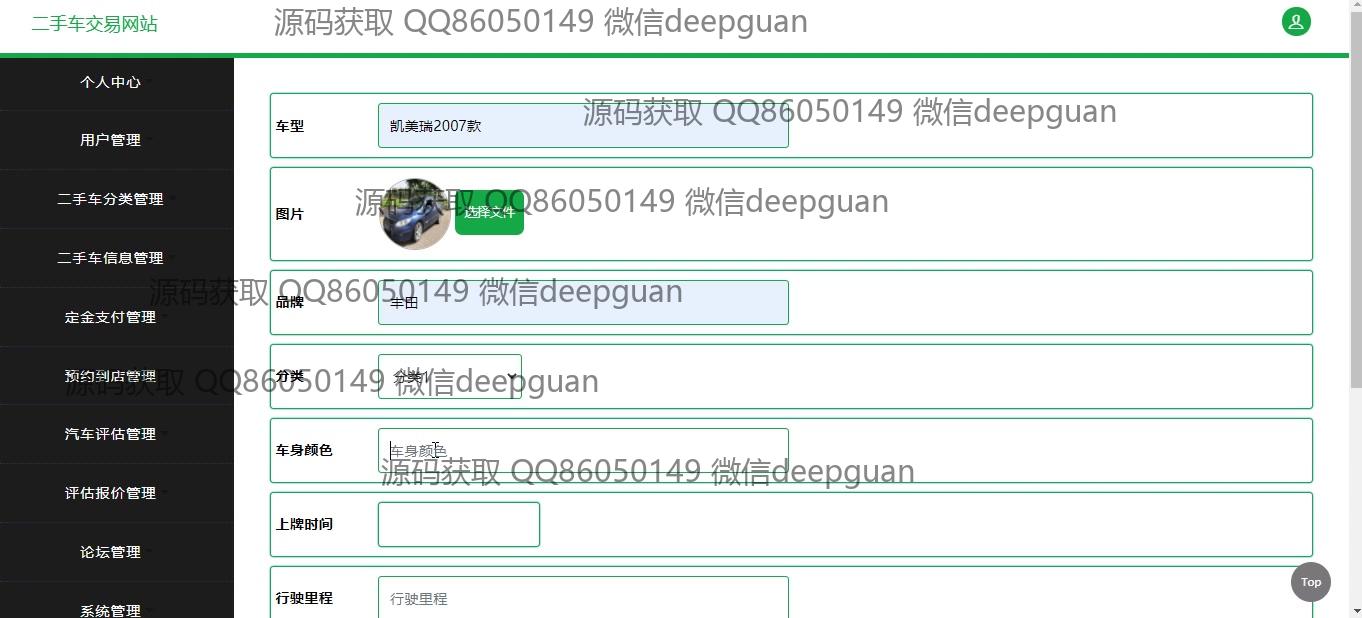 二手车交易网站
源码获取 QQ86050149 微信deepguan
个人中心
用户管理
二手车分类管理
二手车信息管理
定金支付管理
预约到店管理
汽车评估管理
评估报价管理
论坛管理
系统管理
车型
凯美瑞2007款
源码获取 QQ86050149 微信deepguan
图片
选择文件
源码获取 QQ86050149 微信deepguan
品牌
丰田
源码获取 QQ86050149 微信deepguan
分类
分类1
源码获取 QQ86050149 微信deepguan
车身颜色
车身颜色
源码获取 QQ86050149 微信deepguan
上牌时间
行驶里程
行驶里程
Top